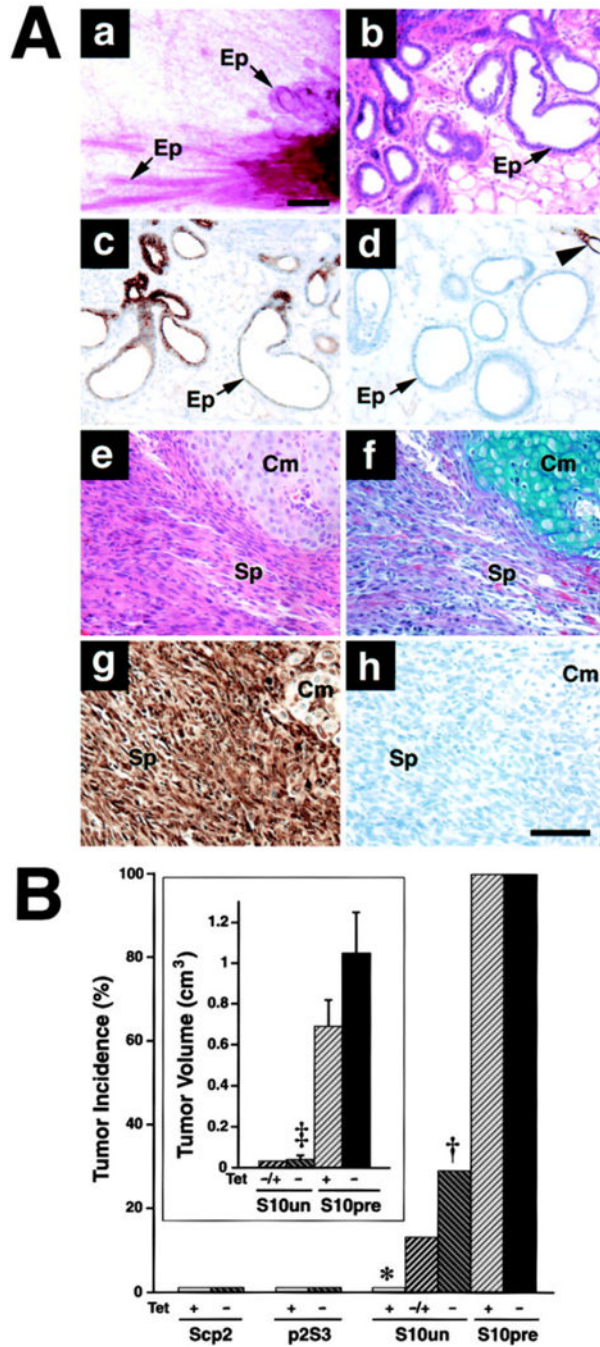 A
a
Ep
Ep
b
Ep
c
Ep
d
Ep
e
Cm
Sp
f
Cm
Sp
g
Cm
Sp
h
Cm
Sp
B
Tumor Incidence (%)
100
80
60
40
20
0
Tumor Volume (cm³)
1.2
1
0.8
0.6
0.4
0.2
0
‡
Tet −/+ − + −
S10un S10pre
* †
Tet + − + − + −/+ − + −
Scp2 p2S3 S10un S10pre